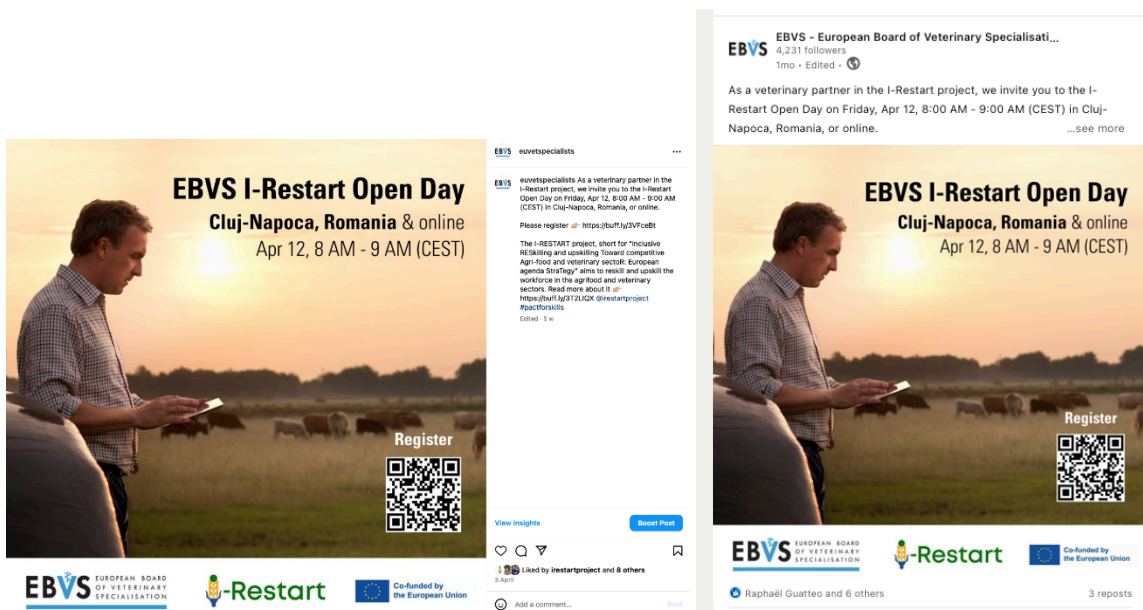 EBVS I-Restart Open Day
Cluj-Napoca, Romania & online
Apr 12, 8 AM - 9 AM (CEST)
Register
EBVS EUROPEAN BOARD
OF VETERINARY
SPECIALISATION
I-Restart
Co-funded by
the European Union
EBVS euvetspecialists
EBVS euvetspecialists As a veterinary partner in the
I-Restart project, we invite you to the I-Restart
Open Day on Friday, Apr 12, 8:00 AM - 9:00 AM
(CEST) in Cluj-Napoca, Romania, or online.
Please register 👉 https://buff.ly/3VFceBt
The I-RESTART project, short for "Inclusive
RESkilling and upskilling Toward competitive
Agri-food and veterinary sectoR: European
agenda StraTegy" aims to reskill and upskill the
workforce in the agrifood and veterinary
sectors. Read more about it 👉
https://buff.ly/3T2LIQX @irestartproject
#pactforskills
Edited · 5 w
View Insights
Boost Post
Liked by irestartproject and 8 others
3 April
Add a comment...
Post
EBVS EBVS - European Board of Veterinary Specialisati...
4,231 followers
1mo • Edited •
As a veterinary partner in the I-Restart project, we invite you to the I-
Restart Open Day on Friday, Apr 12, 8:00 AM - 9:00 AM (CEST) in Cluj-
Napoca, Romania, or online. ...see more
EBVS I-Restart Open Day
Cluj-Napoca, Romania & online
Apr 12, 8 AM - 9 AM (CEST)
Register
EBVS EUROPEAN BOARD
OF VETERINARY
SPECIALISATION
I-Restart
Co-funded by
the European Union
Raphaël Guatteo and 6 others
3 reposts